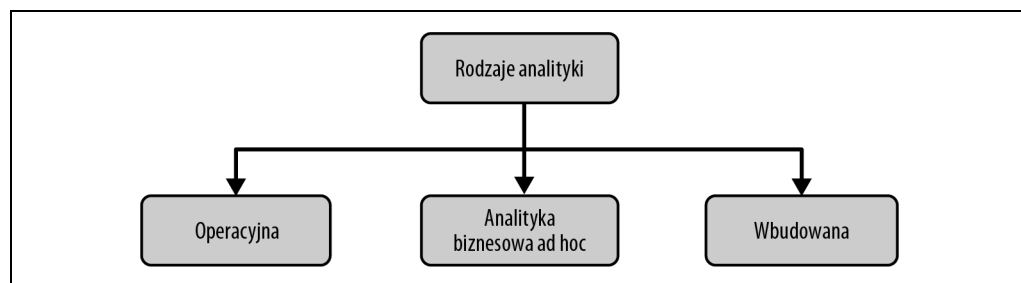 Rodzaje analityki
Operacyjna
Analityka
biznesowa ad hoc
Wbudowana